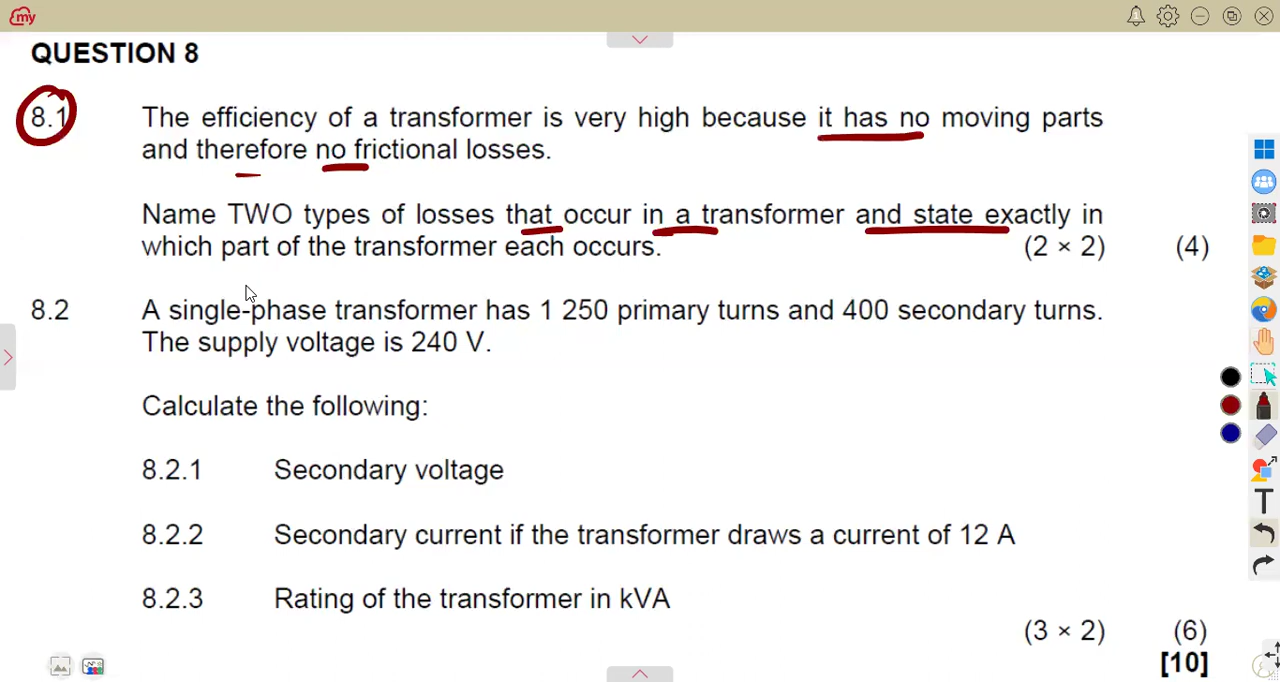 my
QUESTION 8
8.1 The efficiency of a transformer is very high because it has no moving parts
and therefore no frictional losses.
Name TWO types of losses that occur in a transformer and state exactly in
which part of the transformer each occurs. (2 × 2) (4)
8.2 A single-phase transformer has 1 250 primary turns and 400 secondary turns.
The supply voltage is 240 V.
Calculate the following:
8.2.1 Secondary voltage
8.2.2 Secondary current if the transformer draws a current of 12 A
8.2.3 Rating of the transformer in kVA
(3 × 2) (6)
[10]
T